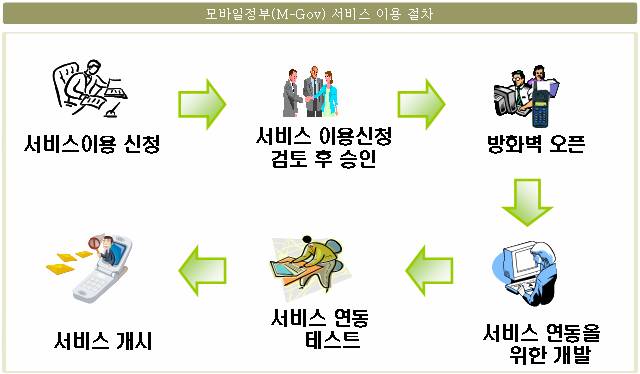 모바일정부(M-Gov) 서비스 이용 절차
서비스이용 신청
서비스 이용신청
검토 후 승인
방화벽 오픈
서비스 연동을
위한 개발
서비스 연동
테스트
서비스 개시